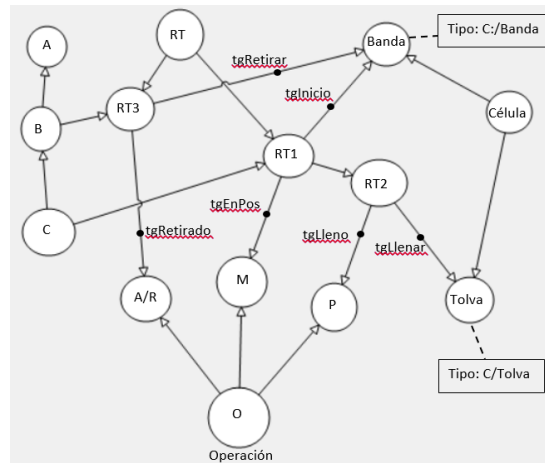 RT
Banda
Tipo: C:/Banda
A
tgRetirar
tgInicio
RT3
B
Célula
RT1
RT2
tgEnPos
C
tgRetirado
tgLleno
tgLlenar
M
A/R
P
Tolva
Tipo: C/Tolva
O
Operación